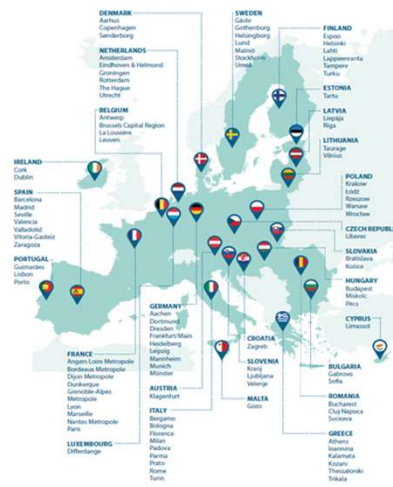 DENMARK
Aarhus
Copenhagen
Sønderborg
NETHERLANDS
Amsterdam
Eindhoven & Helmond
Groningen
Rotterdam
The Hague
Utrecht
BELGIUM
Antwerp
Brussels Capital Region
La Louvière
Leuven
IRELAND
Cork
Dublin
SPAIN
Barcelona
Madrid
Seville
Valencia
Valladolid
Vitoria-Gasteiz
Zaragoza
PORTUGAL
Guimarães
Lisbon
Porto
FRANCE
Angers Loire Metropole
Bordeaux Metropole
Dijon Metropole
Dunkerque
Grenoble-Alpes
Metropole
Lyon
Marseille
Nantes Metropole
Paris
LUXEMBOURG
Differdange
GERMANY
Aachen
Dortmund
Dresden
Frankfurt/Main
Heidelberg
Leipzig
Mannheim
Munich
Münster
AUSTRIA
Klagenfurt
ITALY
Bergamo
Bologna
Florence
Milan
Padova
Parma
Prato
Rome
Turin
SWEDEN
Gävle
Gothenburg
Helsingborg
Lund
Malmö
Stockholm
Umeå
FINLAND
Espoo
Helsinki
Lahti
Lappeenranta
Tampere
Turku
ESTONIA
Tartu
LATVIA
Liepāja
Riga
LITHUANIA
Taurage
Vilnius
POLAND
Krakow
Łódź
Rzeszow
Warsaw
Wrocław
CZECH REPUBLIC
Liberec
SLOVAKIA
Bratislava
Košice
HUNGARY
Budapest
Miskolc
Pécs
CYPRUS
Limassol
CROATIA
Zagreb
SLOVENIA
Kranj
Ljubljana
Velenje
MALTA
Gozo
BULGARIA
Gabrovo
Sofia
ROMANIA
Bucharest
Cluj-Napoca
Suceava
GREECE
Athens
Ioannina
Kalamata
Kozani
Thessaloniki
Trikala